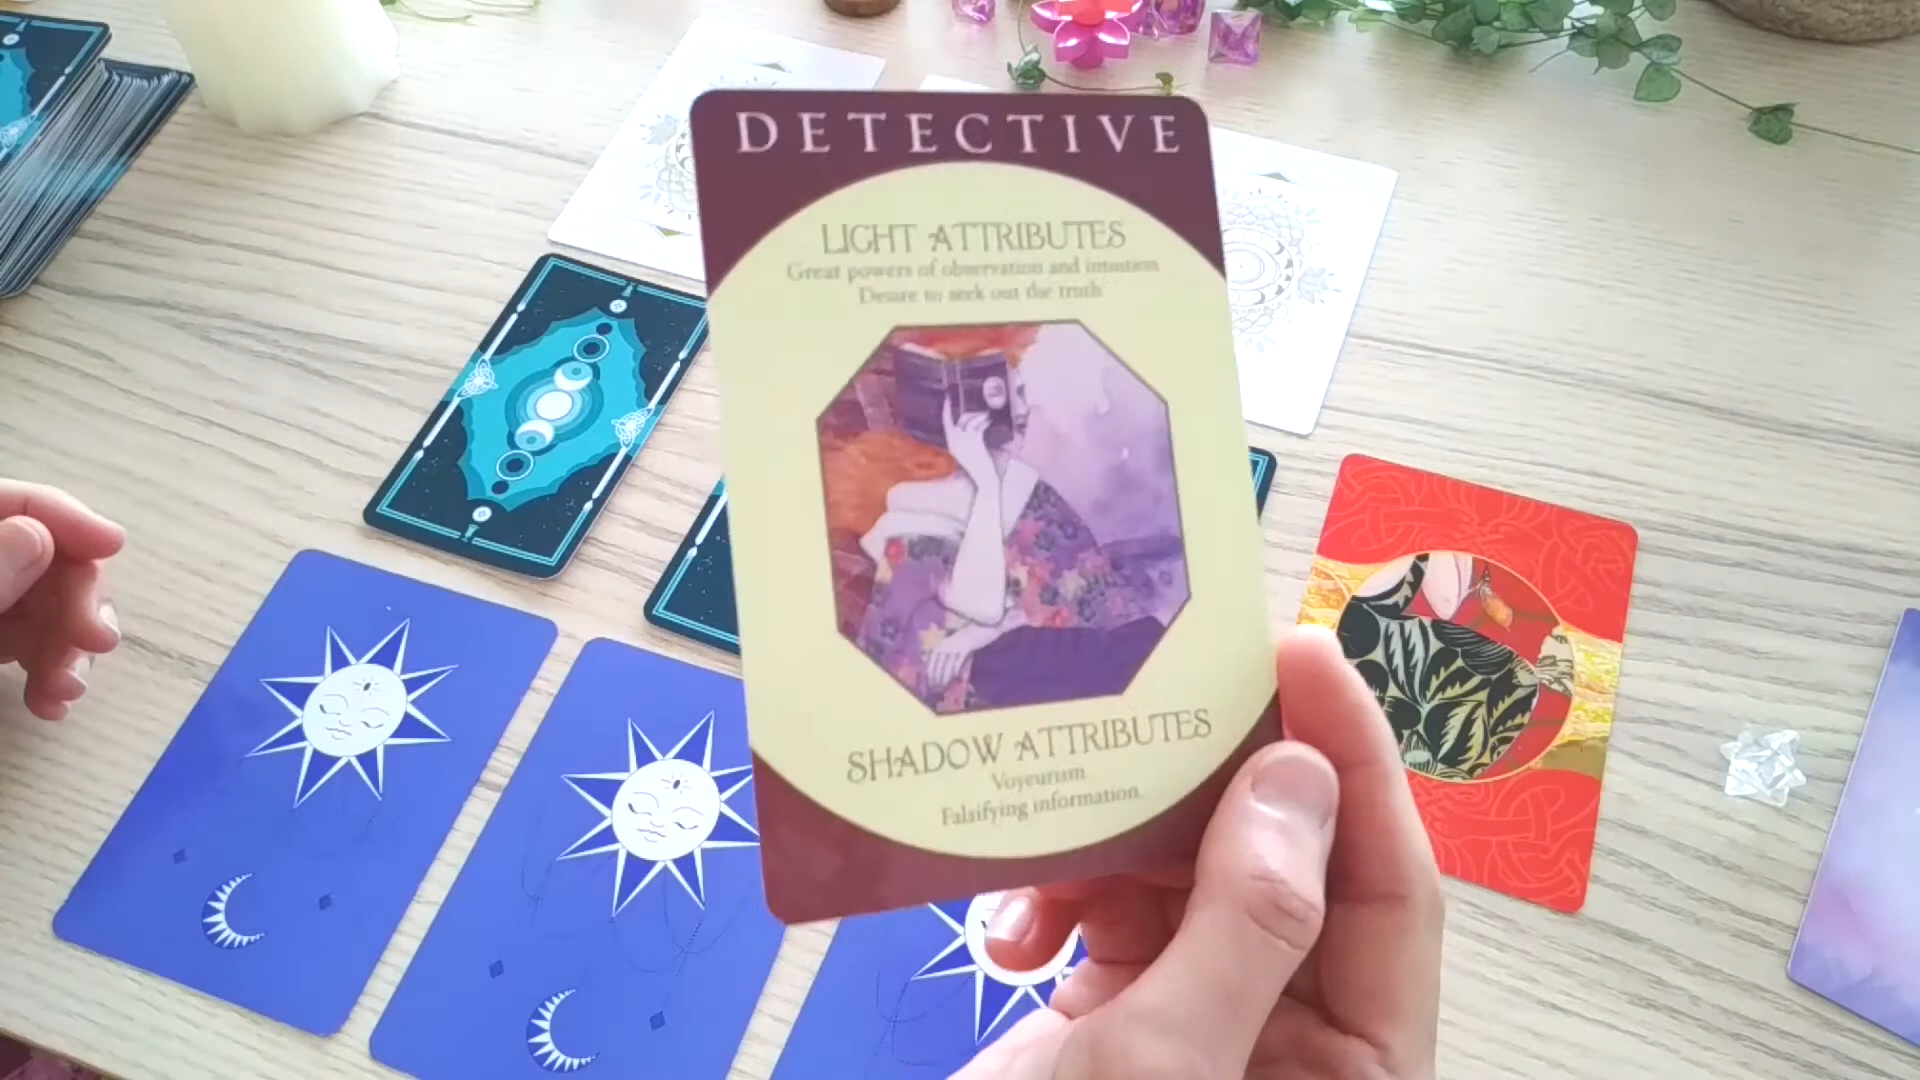 DETECTIVE
LIGHT ATTRIBUTES
Great powers of observation and intuition
Desire to seek out the truth
SHADOW ATTRIBUTES
Voyeurism
Falsifying information